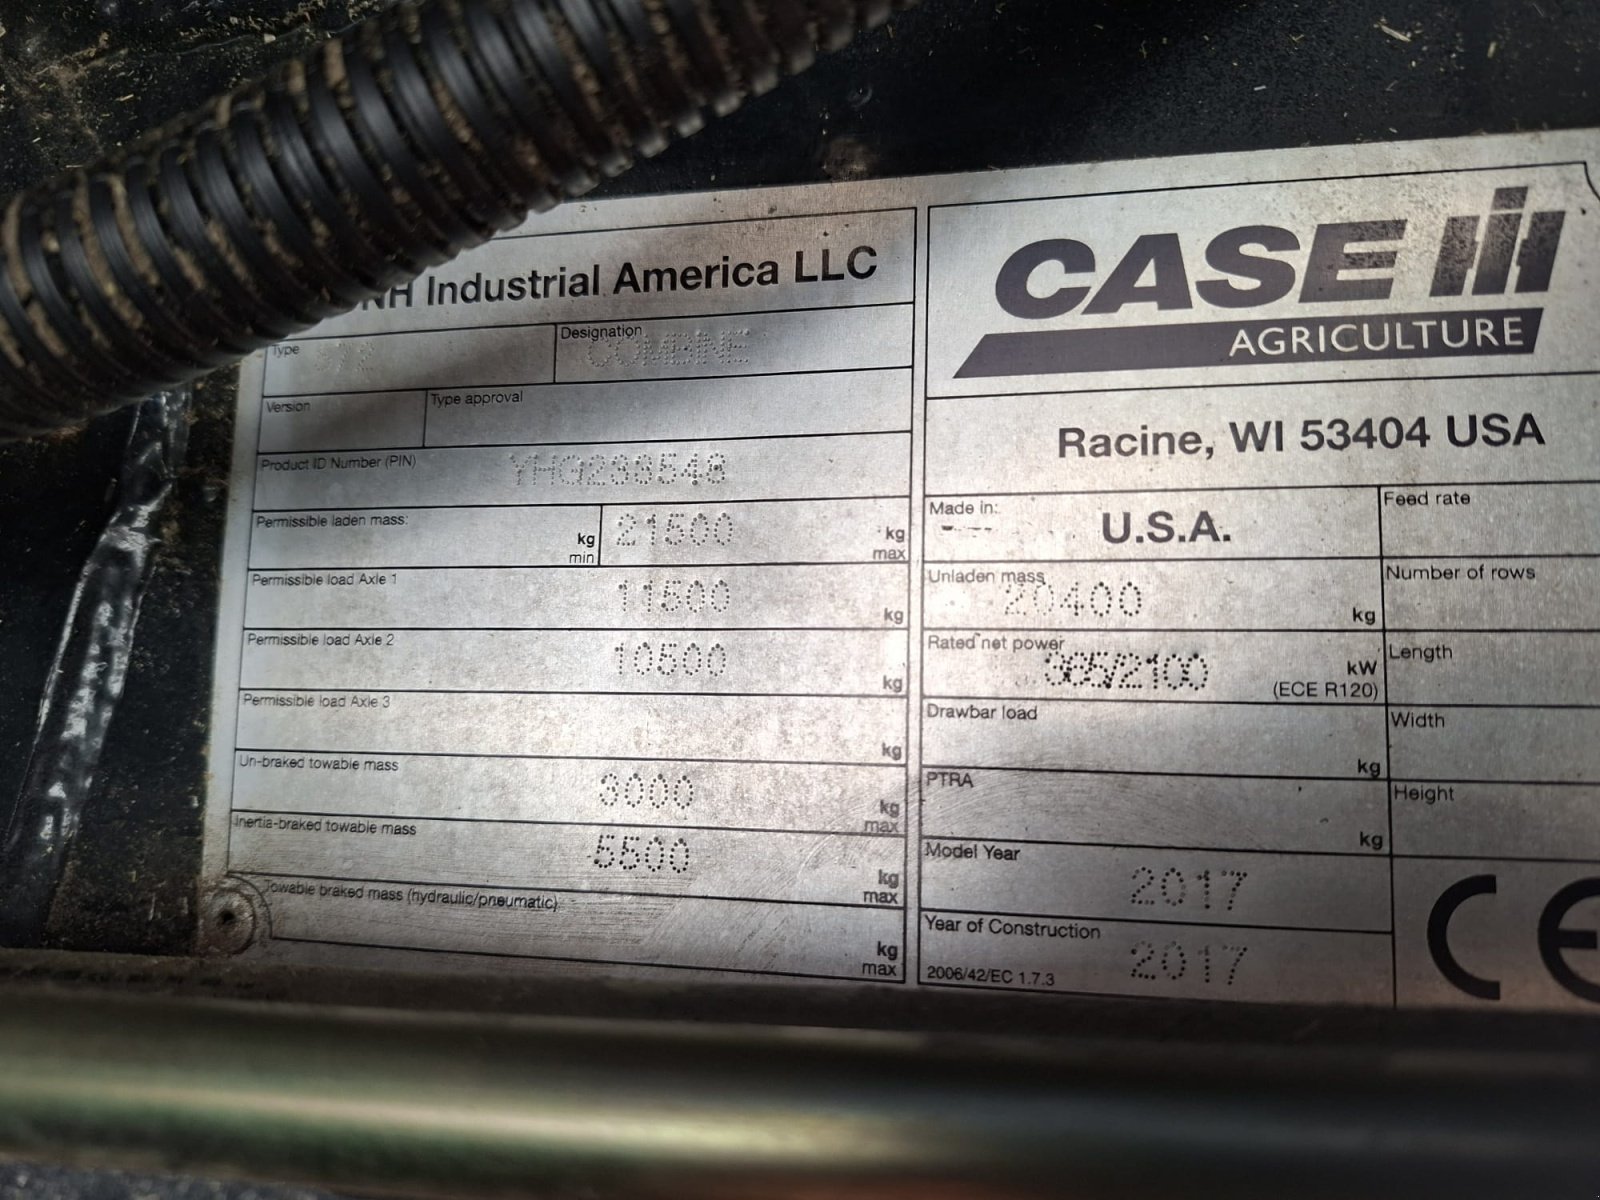 NH Industrial America LLC
Type 372
Designation COMBINE
Version
Type approval
Product ID Number (PIN) YHG233548
Permissible laden mass: kg min 21500 kg max
Permissible load Axle 1 11500 kg
Permissible load Axle 2 10500 kg
Permissible load Axle 3 kg
Un-braked towable mass 3000 kg max
Inertia-braked towable mass 5500 kg max
Towable braked mass (hydraulic/pneumatic) kg max
CASE IH
AGRICULTURE
Racine, WI 53404 USA
Made in: U.S.A.
Unladen mass 20400 kg
Rated net power 305/2100 kW
(ECE R120)
Drawbar load kg
PTRA kg
Model Year 2017
Year of Construction 2017
2006/42/EC 1.7.3
Feed rate
Number of rows
Length
Width
Height
CE